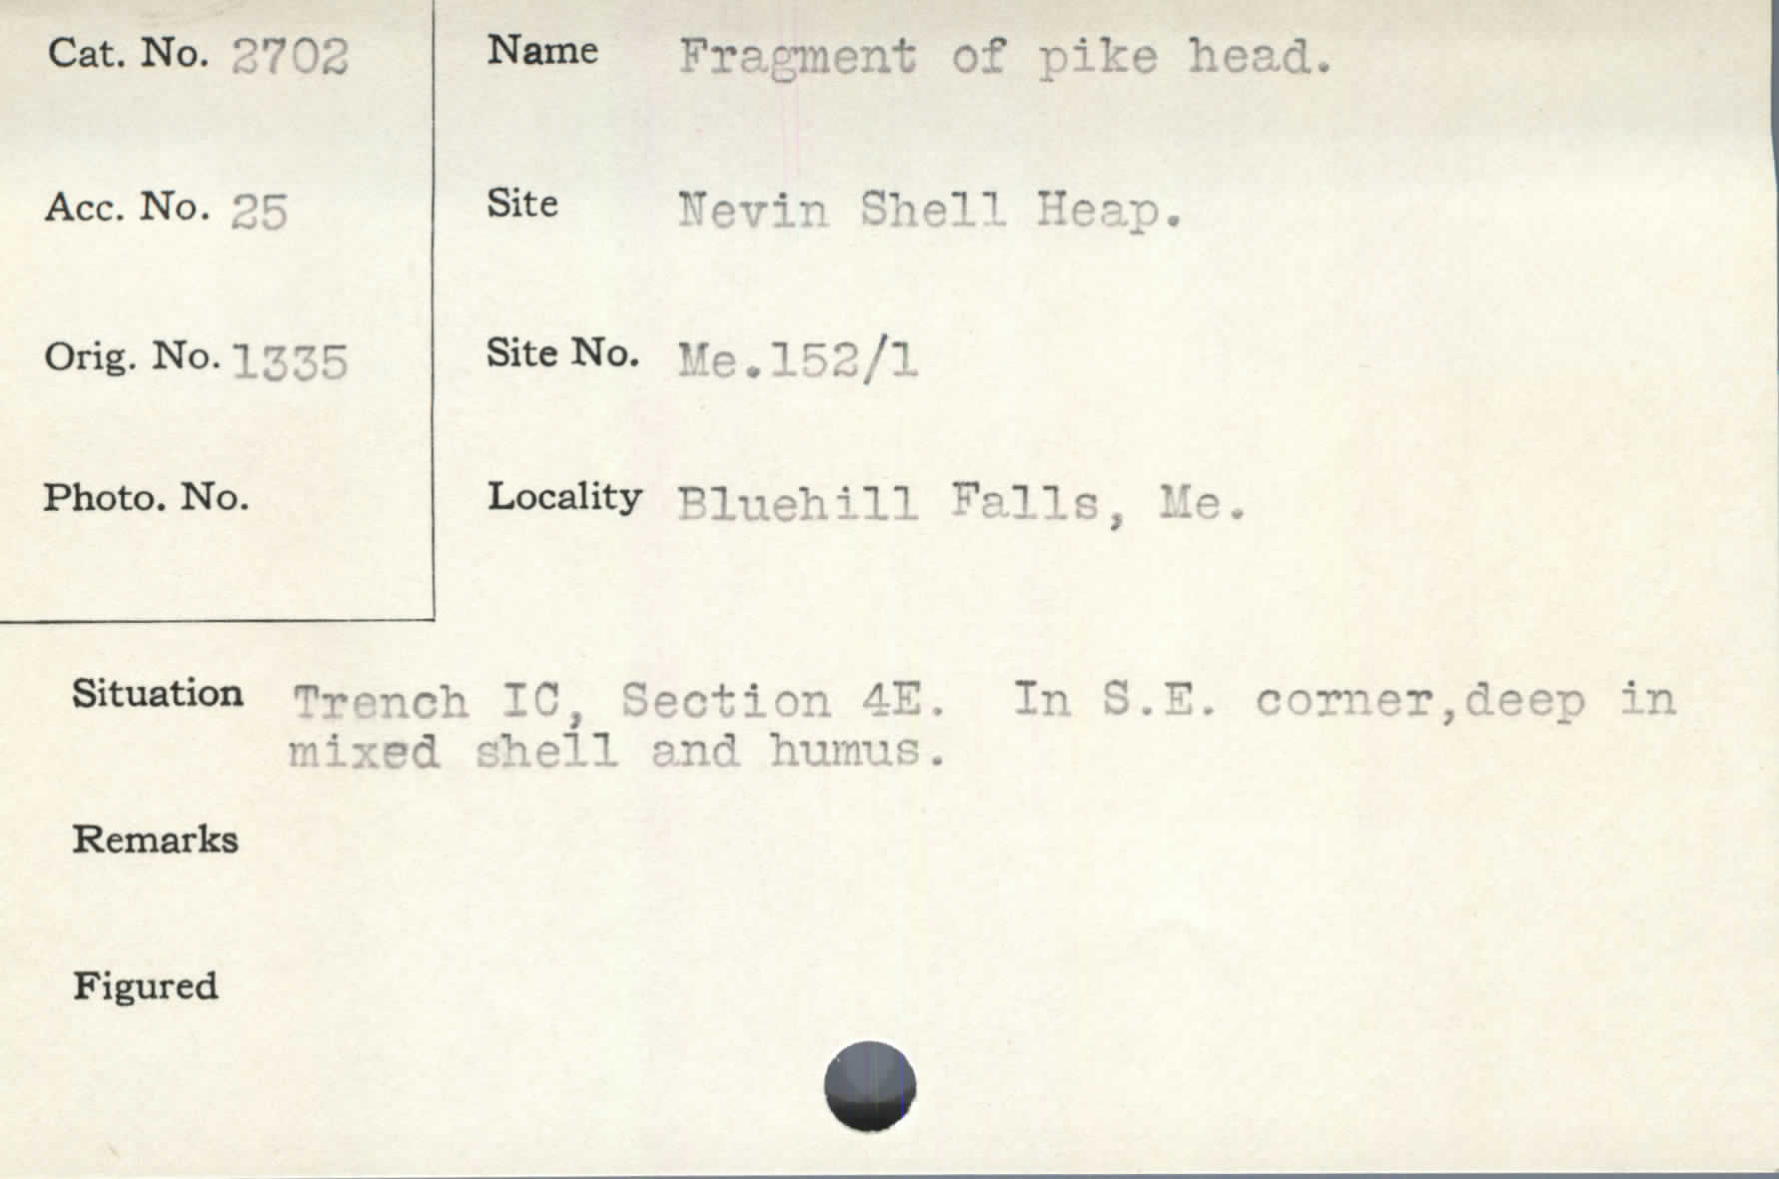 Cat. No. 2702
Name Fragment of pike head.
Acc. No. 25
Site Nevin Shell Heap.
Orig. No. 1335
Site No. Me.152/1
Photo. No.
Locality Bluehill Falls, Me.
Situation Trench IC, Section 4E. In S.E. corner,deep in
mixed shell and humus.
Remarks
Figured